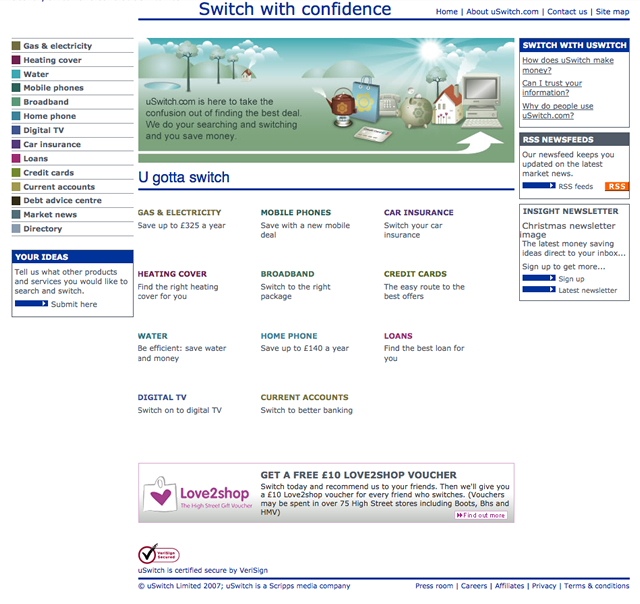 Switch with confidence
Home | About uSwitch.com | Contact us | Site map
Gas & electricity
Heating cover
Water
Mobile phones
Broadband
Home phone
Digital TV
Car insurance
Loans
Credit cards
Current accounts
Debt advice centre
Market news
Directory
YOUR IDEAS
Tell us what other products
and services you would like to
search and switch.
Submit here
uSwitch.com is here to take the
confusion out of finding the best deal.
We do your searching and switching
and you save money.
U gotta switch
GAS & ELECTRICITY
Save up to £325 a year
MOBILE PHONES
Save with a new mobile
deal
CAR INSURANCE
Switch your car
insurance
HEATING COVER
Find the right heating
cover for you
BROADBAND
Switch to the right
package
CREDIT CARDS
The easy route to the
best offers
WATER
Be efficient: save water
and money
HOME PHONE
Save up to £140 a year
LOANS
Find the best loan for
you
DIGITAL TV
Switch on to digital TV
CURRENT ACCOUNTS
Switch to better banking
SWITCH WITH USWITCH
How does uSwitch make
money?
Can I trust your
information?
Why do people use
uSwitch.com?
RSS NEWSFEEDS
Our newsfeed keeps you
updated on the latest
market news.
RSS feeds
RSS
INSIGHT NEWSLETTER
Christmas newsletter
image
The latest money saving
ideas direct to your inbox...
Sign up to get more...
Sign up
Latest newsletter
Love2shop
The High Street Gift Voucher
GET A FREE £10 LOVE2SHOP VOUCHER
Switch today and recommend us to your friends. Then we'll give you
a £10 Love2shop voucher for every friend who switches. (Vouchers
may be spent in over 75 High Street stores including Boots, Bhs and
HMV)
Find out more
VeriSign
Secured
uSwitch is certified secure by VeriSign
© uSwitch Limited 2007; uSwitch is a Scripps media company
Press room | Careers | Affiliates | Privacy | Terms & conditions